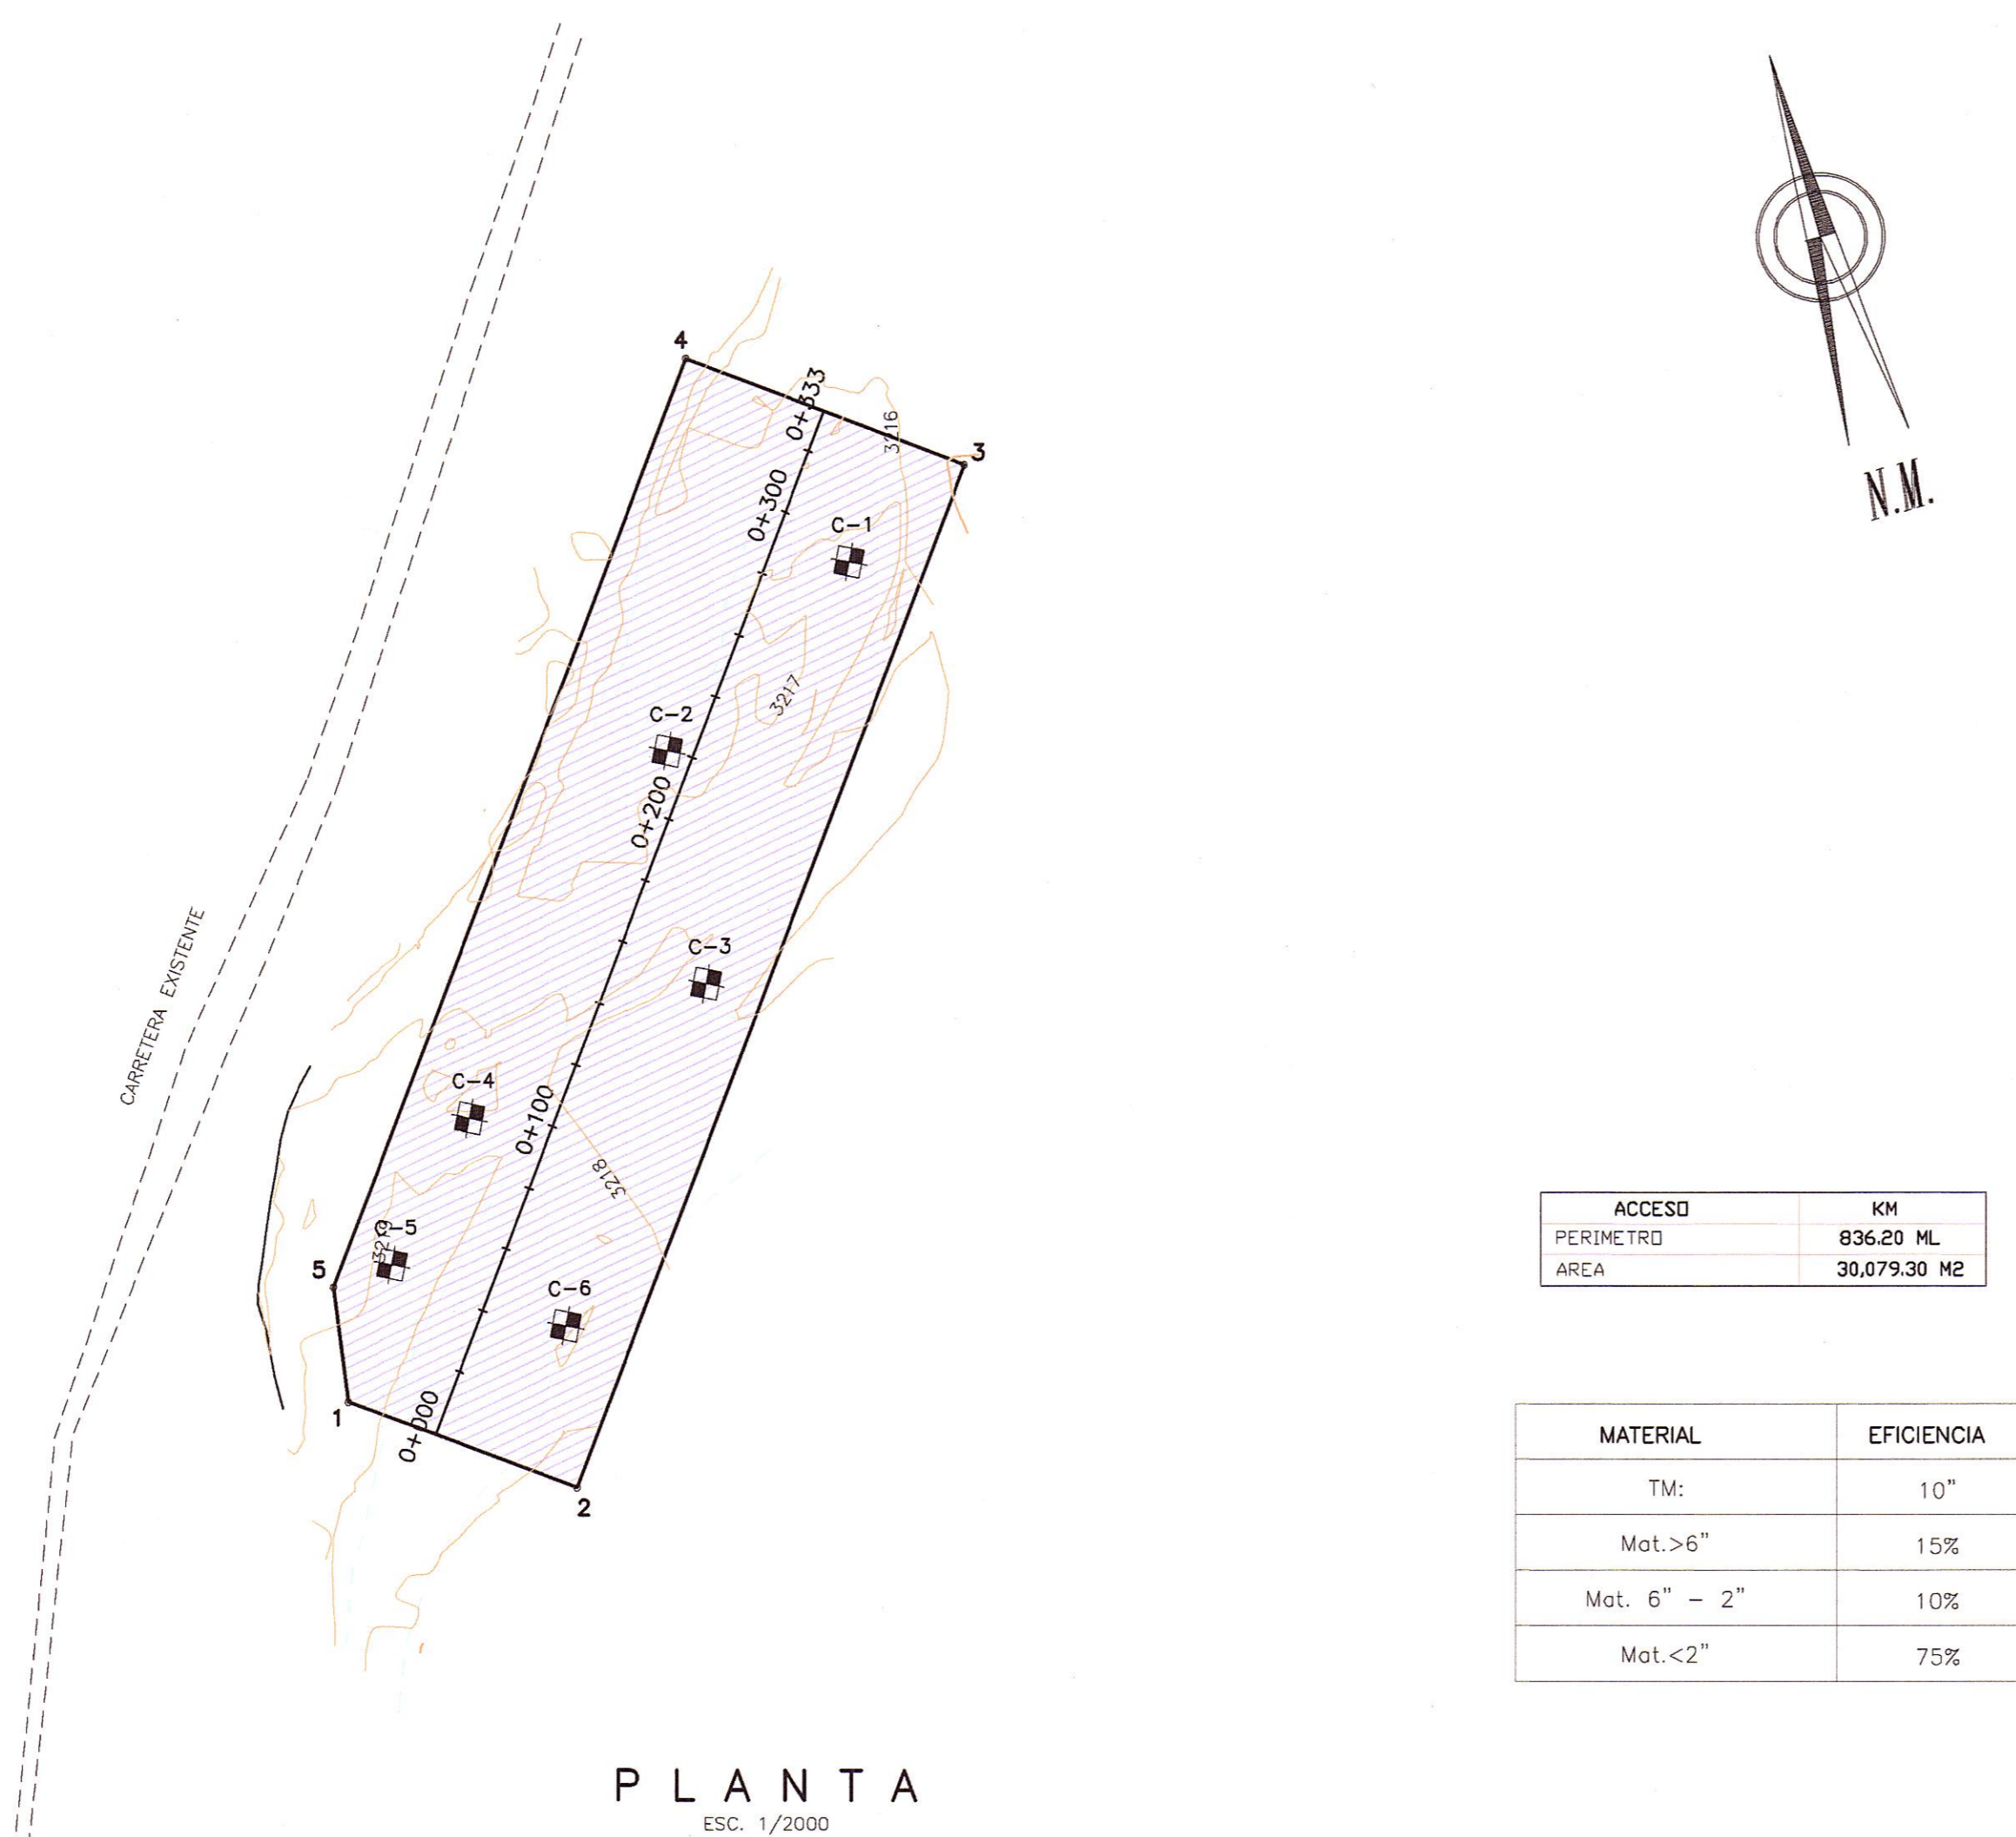 4
0+333
3216
3
N.M.
0+300
C-1
3217
C-2
0+200
CARRETERA EXISTENTE
C-3
C-4
0+100
3218
C-5
3219
5
C-6
1
0+000
2
ACCESO KM
PERIMETRO 836.20 ML
AREA 30,079.30 M2
MATERIAL EFICIENCIA
TM: 10"
Mat.>6" 15%
Mat. 6" - 2" 10%
Mat.<2" 75%
PLANTA
ESC. 1/2000